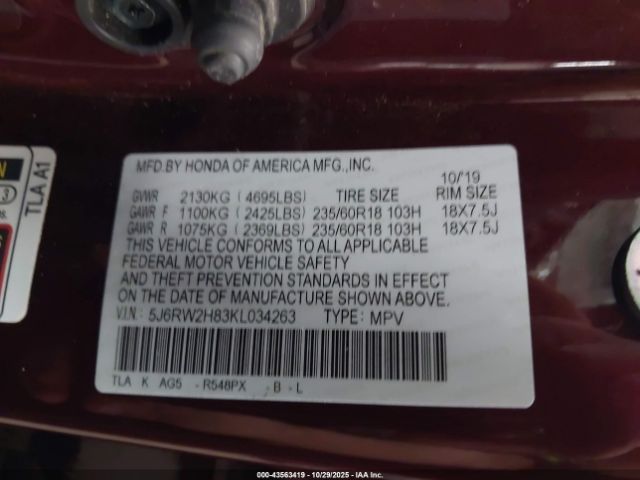 MFD.BY HONDA OF AMERICA MFG.,INC.
10/19
GVWR 2130KG ( 4695LBS) TIRE SIZE RIM SIZE
GAWR F 1100KG ( 2425LBS) 235/60R18 103H 18X7.5J
GAWR R 1075KG ( 2369LBS) 235/60R18 103H 18X7.5J
THIS VEHICLE CONFORMS TO ALL APPLICABLE
FEDERAL MOTOR VEHICLE SAFETY
AND THEFT PREVENTION STANDARDS IN EFFECT
ON THE DATE OF MANUFACTURE SHOWN ABOVE.
V.I.N.: 5J6RW2H83KL034263 TYPE: MPV
TLA K AG5 - R548PX - B - L
TLA A1
3
000-43563419 - 10/29/2025 - IAA Inc.